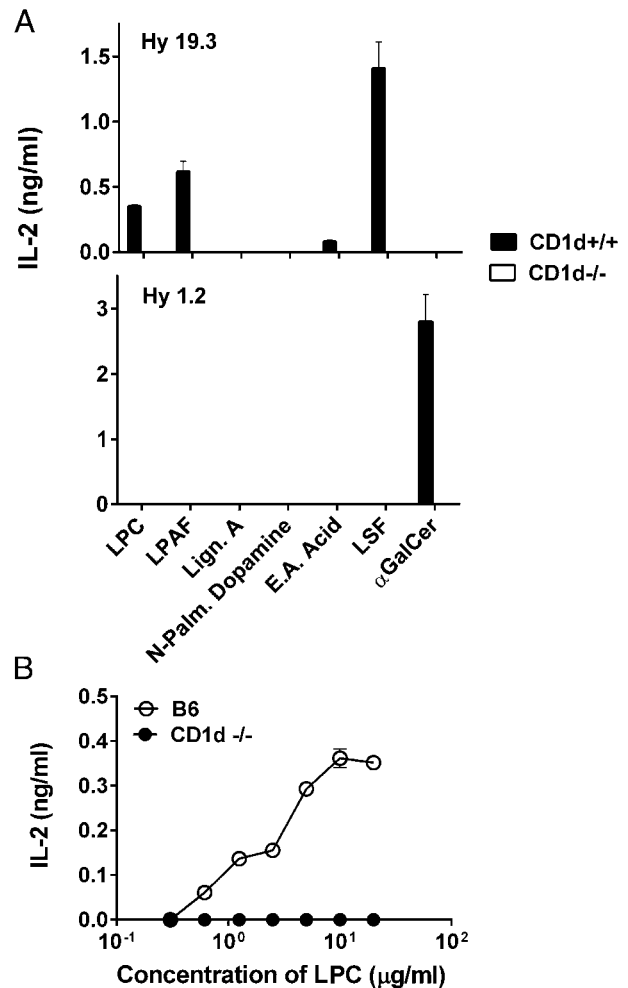 A
Hy 19.3
1.5
1.0
0.5
0.0
IL-2 (ng/ml)
CD1d+/+
CD1d-/-
Hy 1.2
3
2
1
0
LPC
LPAF
Lign. A
N-Palm. Dopamine
E.A. Acid
LSF
αGalCer
B
0.5
0.4
0.3
0.2
0.1
0.0
IL-2 (ng/ml)
B6
CD1d -/-
10⁻¹
10⁰
10¹
10²
Concentration of LPC (μg/ml)